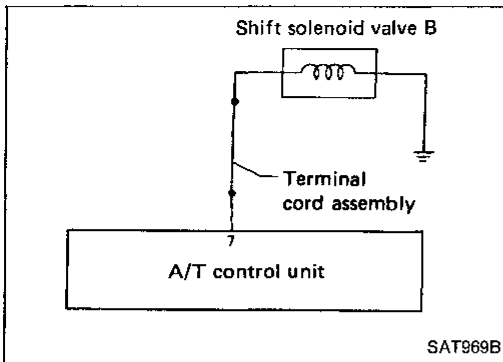 Shift solenoid valve B
Terminal
cord assembly
7
A/T control unit
SAT969B